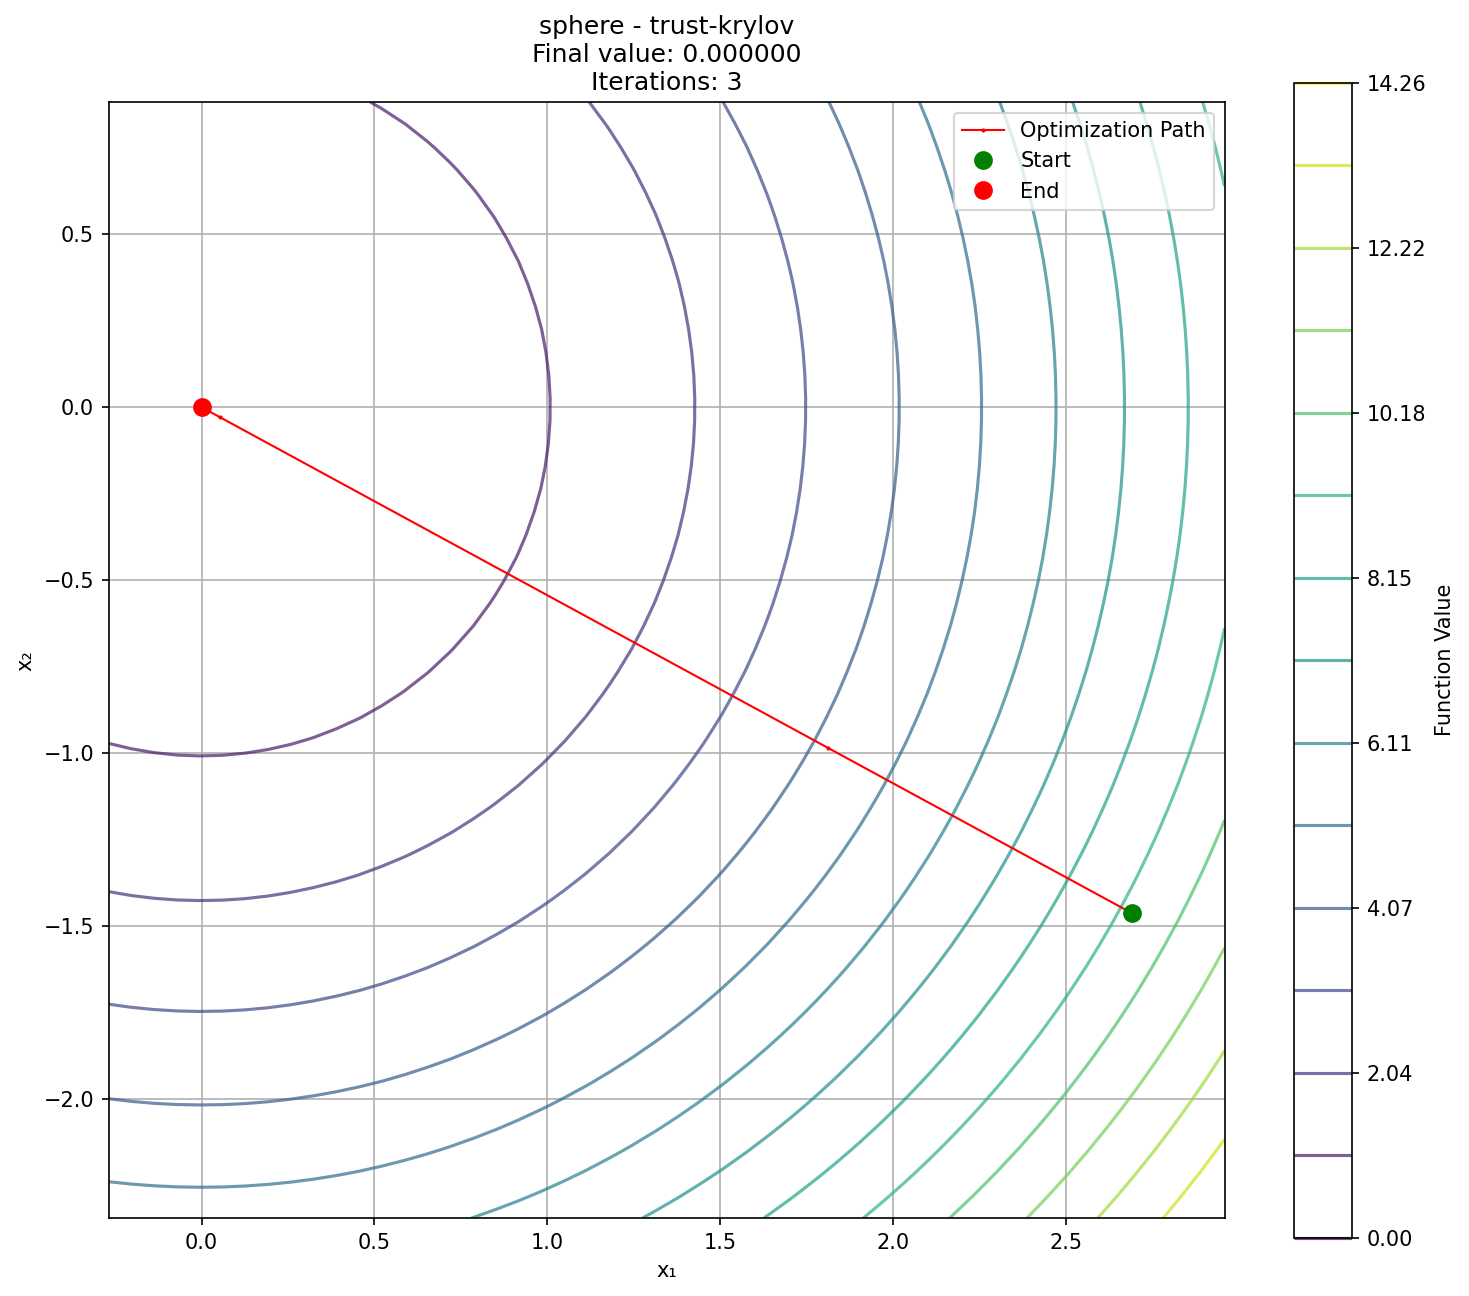 sphere - trust-krylov
Final value: 0.000000
Iterations: 3
Optimization Path
Start
End
0.5
0.0
−0.5
−1.0
−1.5
−2.0
x₂
0.0 0.5 1.0 1.5 2.0 2.5
x₁
14.26
12.22
10.18
8.15
6.11
4.07
2.04
0.00
Function Value